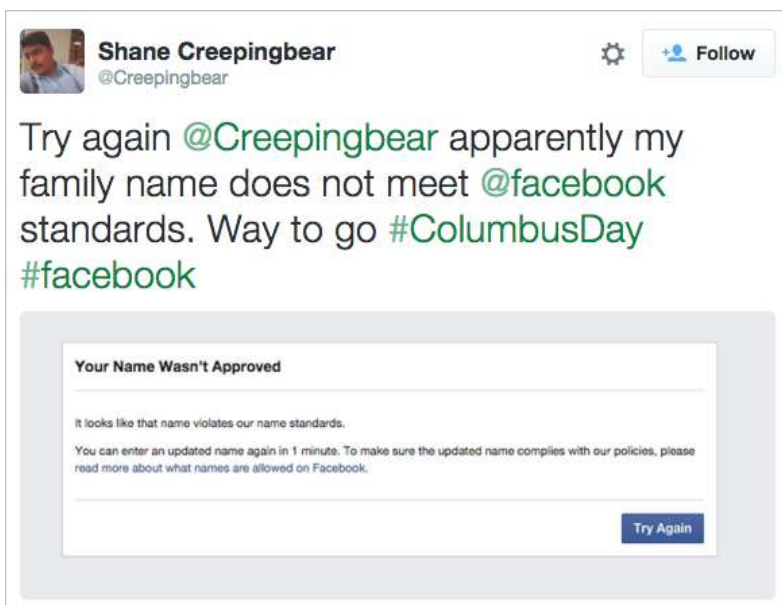 Shane Creepingbear
@Creepingbear
Follow
Try again @Creepingbear apparently my
family name does not meet @facebook
standards. Way to go #ColumbusDay
#facebook
Your Name Wasn't Approved
It looks like that name violates our name standards.
You can enter an updated name again in 1 minute. To make sure the updated name complies with our policies, please
read more about what names are allowed on Facebook.
Try Again